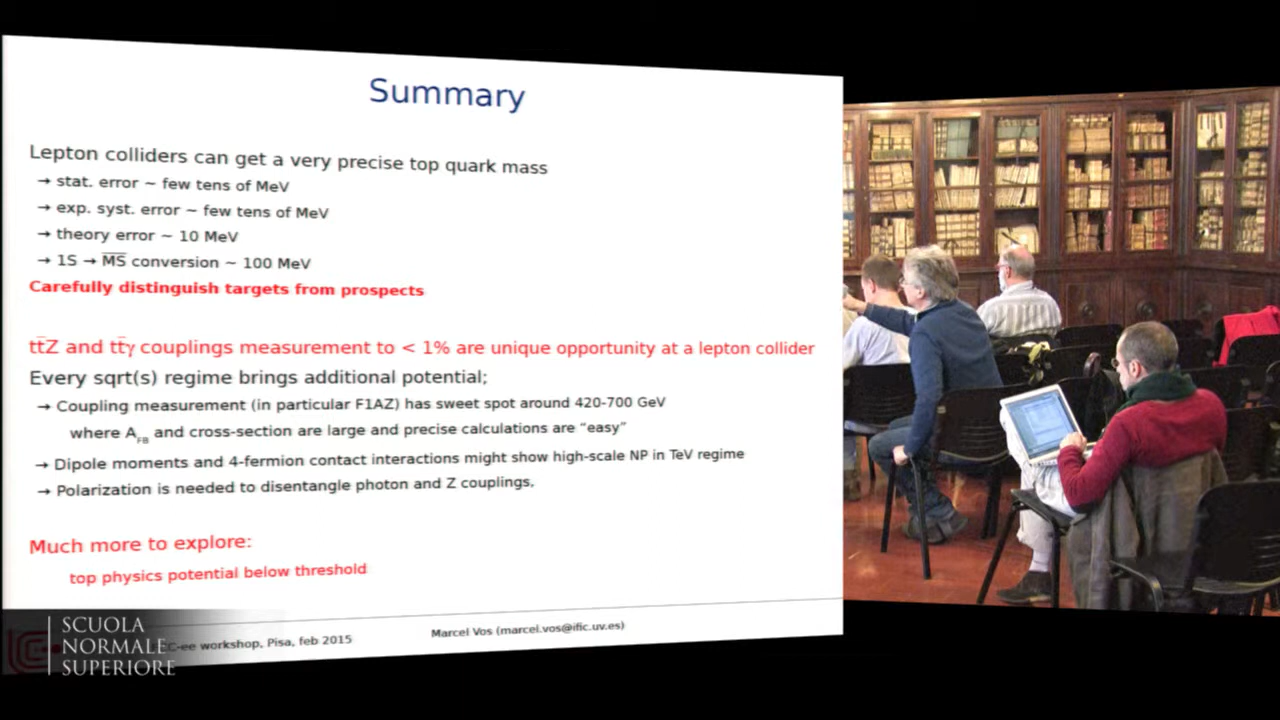 Summary
Lepton colliders can get a very precise top quark mass
→ stat. error ~ few tens of MeV
→ exp. syst. error ~ few tens of MeV
→ theory error ~ 10 MeV
→ 1S → M̅S̅ conversion ~ 100 MeV
Carefully distinguish targets from prospects
tt̅Z and tt̅γ couplings measurement to < 1% are unique opportunity at a lepton collider
Every sqrt(s) regime brings additional potential;
→ Coupling measurement (in particular F1AZ) has sweet spot around 420-700 GeV
where A_FB and cross-section are large and precise calculations are “easy”
→ Dipole moments and 4-fermion contact interactions might show high-scale NP in TeV regime
→ Polarization is needed to disentangle photon and Z couplings.
Much more to explore:
top physics potential below threshold
C-ee workshop, Pisa, feb 2015
Marcel Vos (marcel.vos@ific.uv.es)
SCUOLA
NORMALE
SUPERIORE